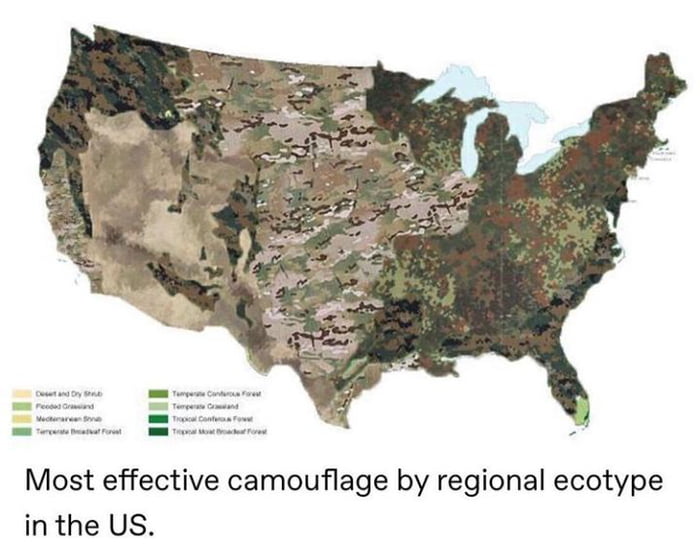 Desert and Dry Shrub
Flooded Grassland
Mediterranean Shrub
Temperate Broadleaf Forest
Temperate Coniferous Forest
Temperate Grassland
Tropical Coniferous Forest
Tropical Moist Broadleaf Forest
Most effective camouflage by regional ecotype
in the US.